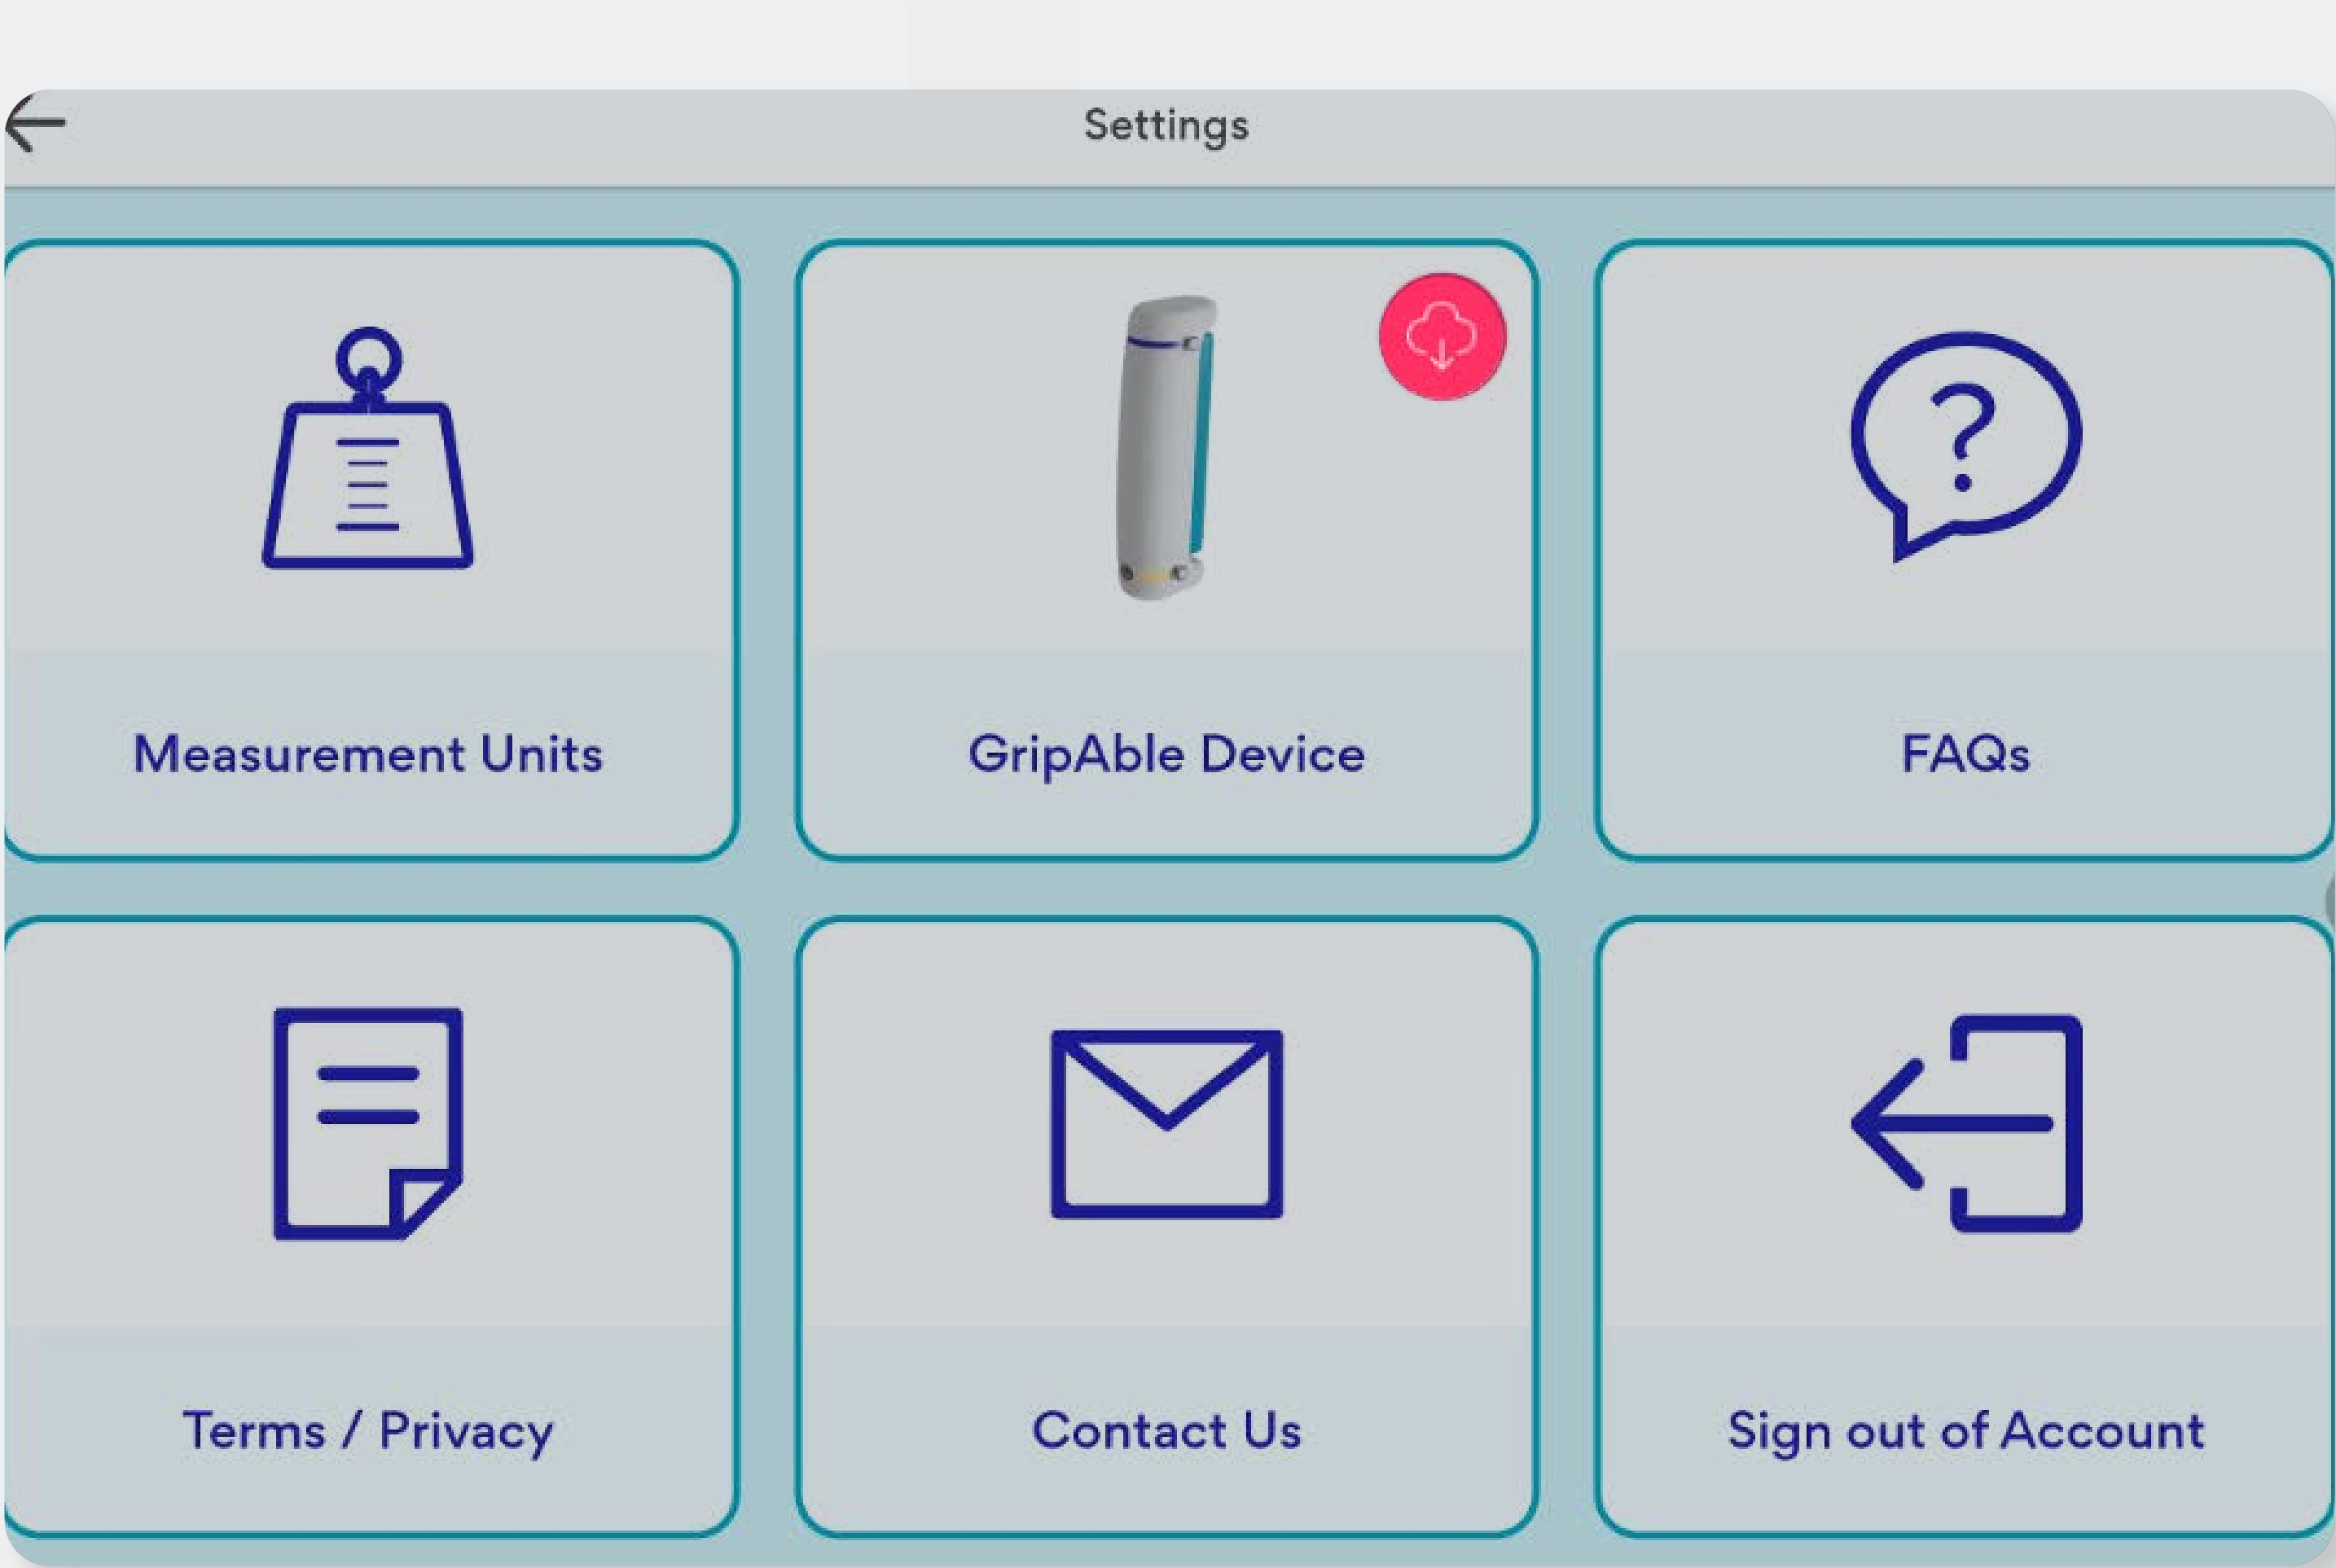 Settings
Measurement Units
GripAble Device
FAQs
Terms / Privacy
Contact Us
Sign out of Account